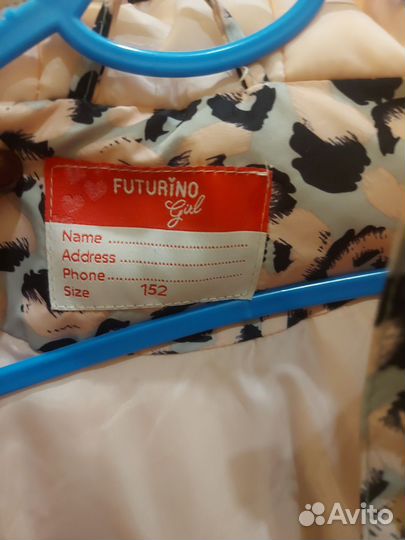 FUTURINO
Girl
Name ........................
Address ....................
Phone .......................
Size 152
Avito